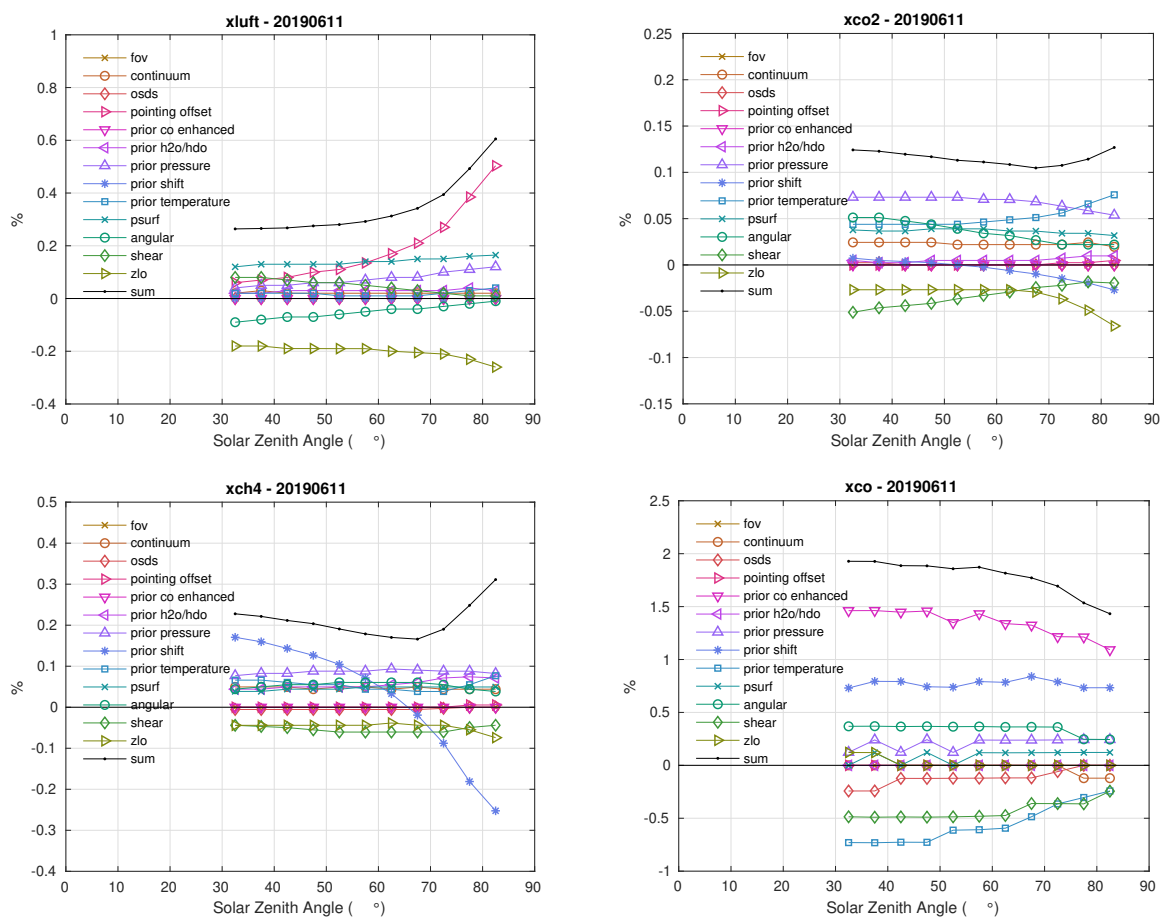 xluft - 20190611
1
0.8
0.6
0.4
0.2
0
-0.2
-0.4
%
fov
continuum
osds
pointing offset
prior co enhanced
prior h2o/hdo
prior pressure
prior shift
prior temperature
psurf
angular
shear
zlo
sum
0 10 20 30 40 50 60 70 80 90
Solar Zenith Angle ( °)
xco2 - 20190611
0.25
0.2
0.15
0.1
0.05
0
-0.05
-0.1
-0.15
%
fov
continuum
osds
pointing offset
prior co enhanced
prior h2o/hdo
prior pressure
prior shift
prior temperature
psurf
angular
shear
zlo
sum
0 10 20 30 40 50 60 70 80 90
Solar Zenith Angle ( °)
xch4 - 20190611
0.5
0.4
0.3
0.2
0.1
0
-0.1
-0.2
-0.3
-0.4
%
fov
continuum
osds
pointing offset
prior co enhanced
prior h2o/hdo
prior pressure
prior shift
prior temperature
psurf
angular
shear
zlo
sum
0 10 20 30 40 50 60 70 80 90
Solar Zenith Angle ( °)
xco - 20190611
2.5
2
1.5
1
0.5
0
-0.5
-1
%
fov
continuum
osds
pointing offset
prior co enhanced
prior h2o/hdo
prior pressure
prior shift
prior temperature
psurf
angular
shear
zlo
sum
0 10 20 30 40 50 60 70 80 90
Solar Zenith Angle ( °)